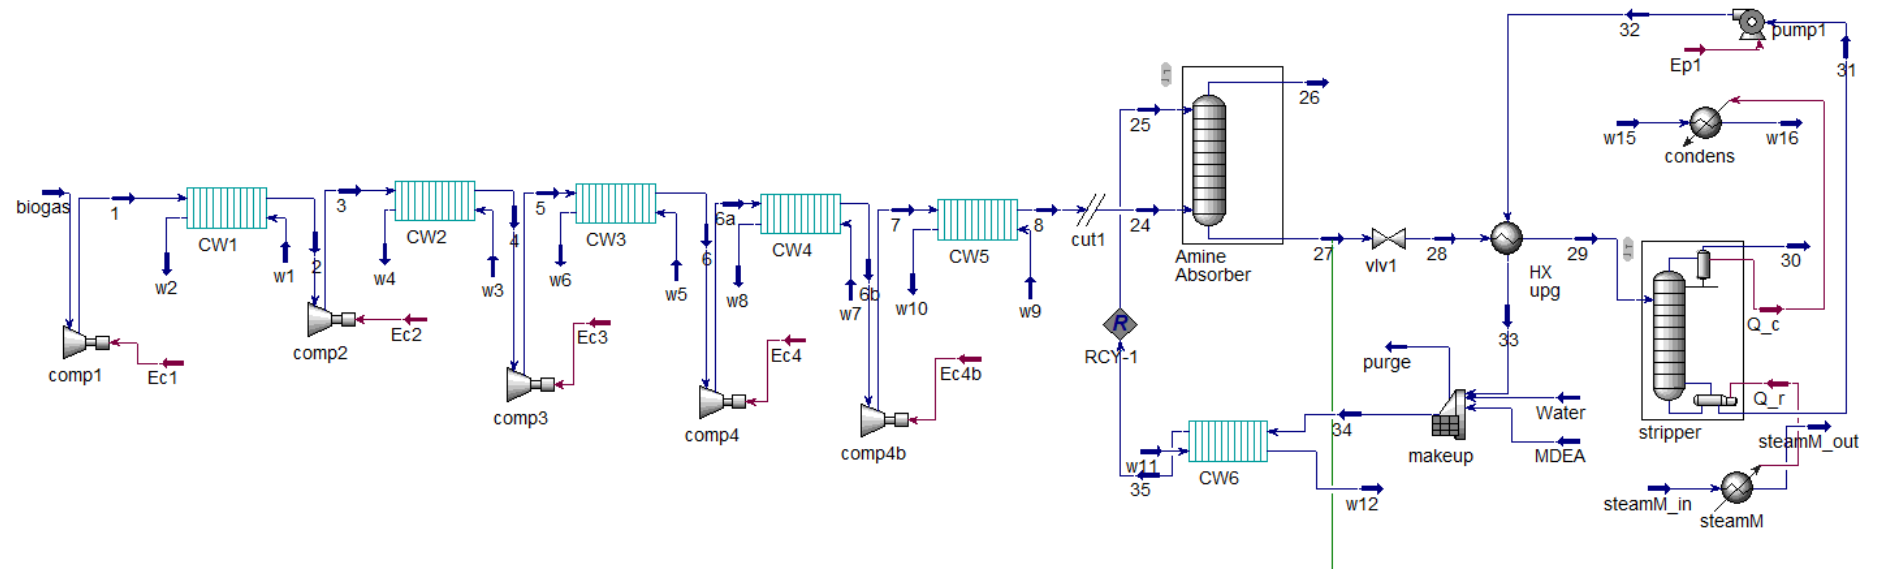 biogas
1
CW1
w2
w1
2
comp1
Ec1
3
CW2
w4
w3
4
comp2
Ec2
5
CW3
w6
w5
6
comp3
Ec3
6a
CW4
w8
w7
6b
comp4
Ec4
7
CW5
w10
w9
8
comp4b
Ec4b
cut1
24
25
26
Amine
Absorber
27
vlv1
28
HX
upg
29
30
Q_c
Q_r
stripper
31
pump1
Ep1
32
w15
w16
condens
33
purge
Water
MDEA
makeup
34
CW6
w11
w12
35
RCY-1
R
steamM_out
steamM_in
steamM